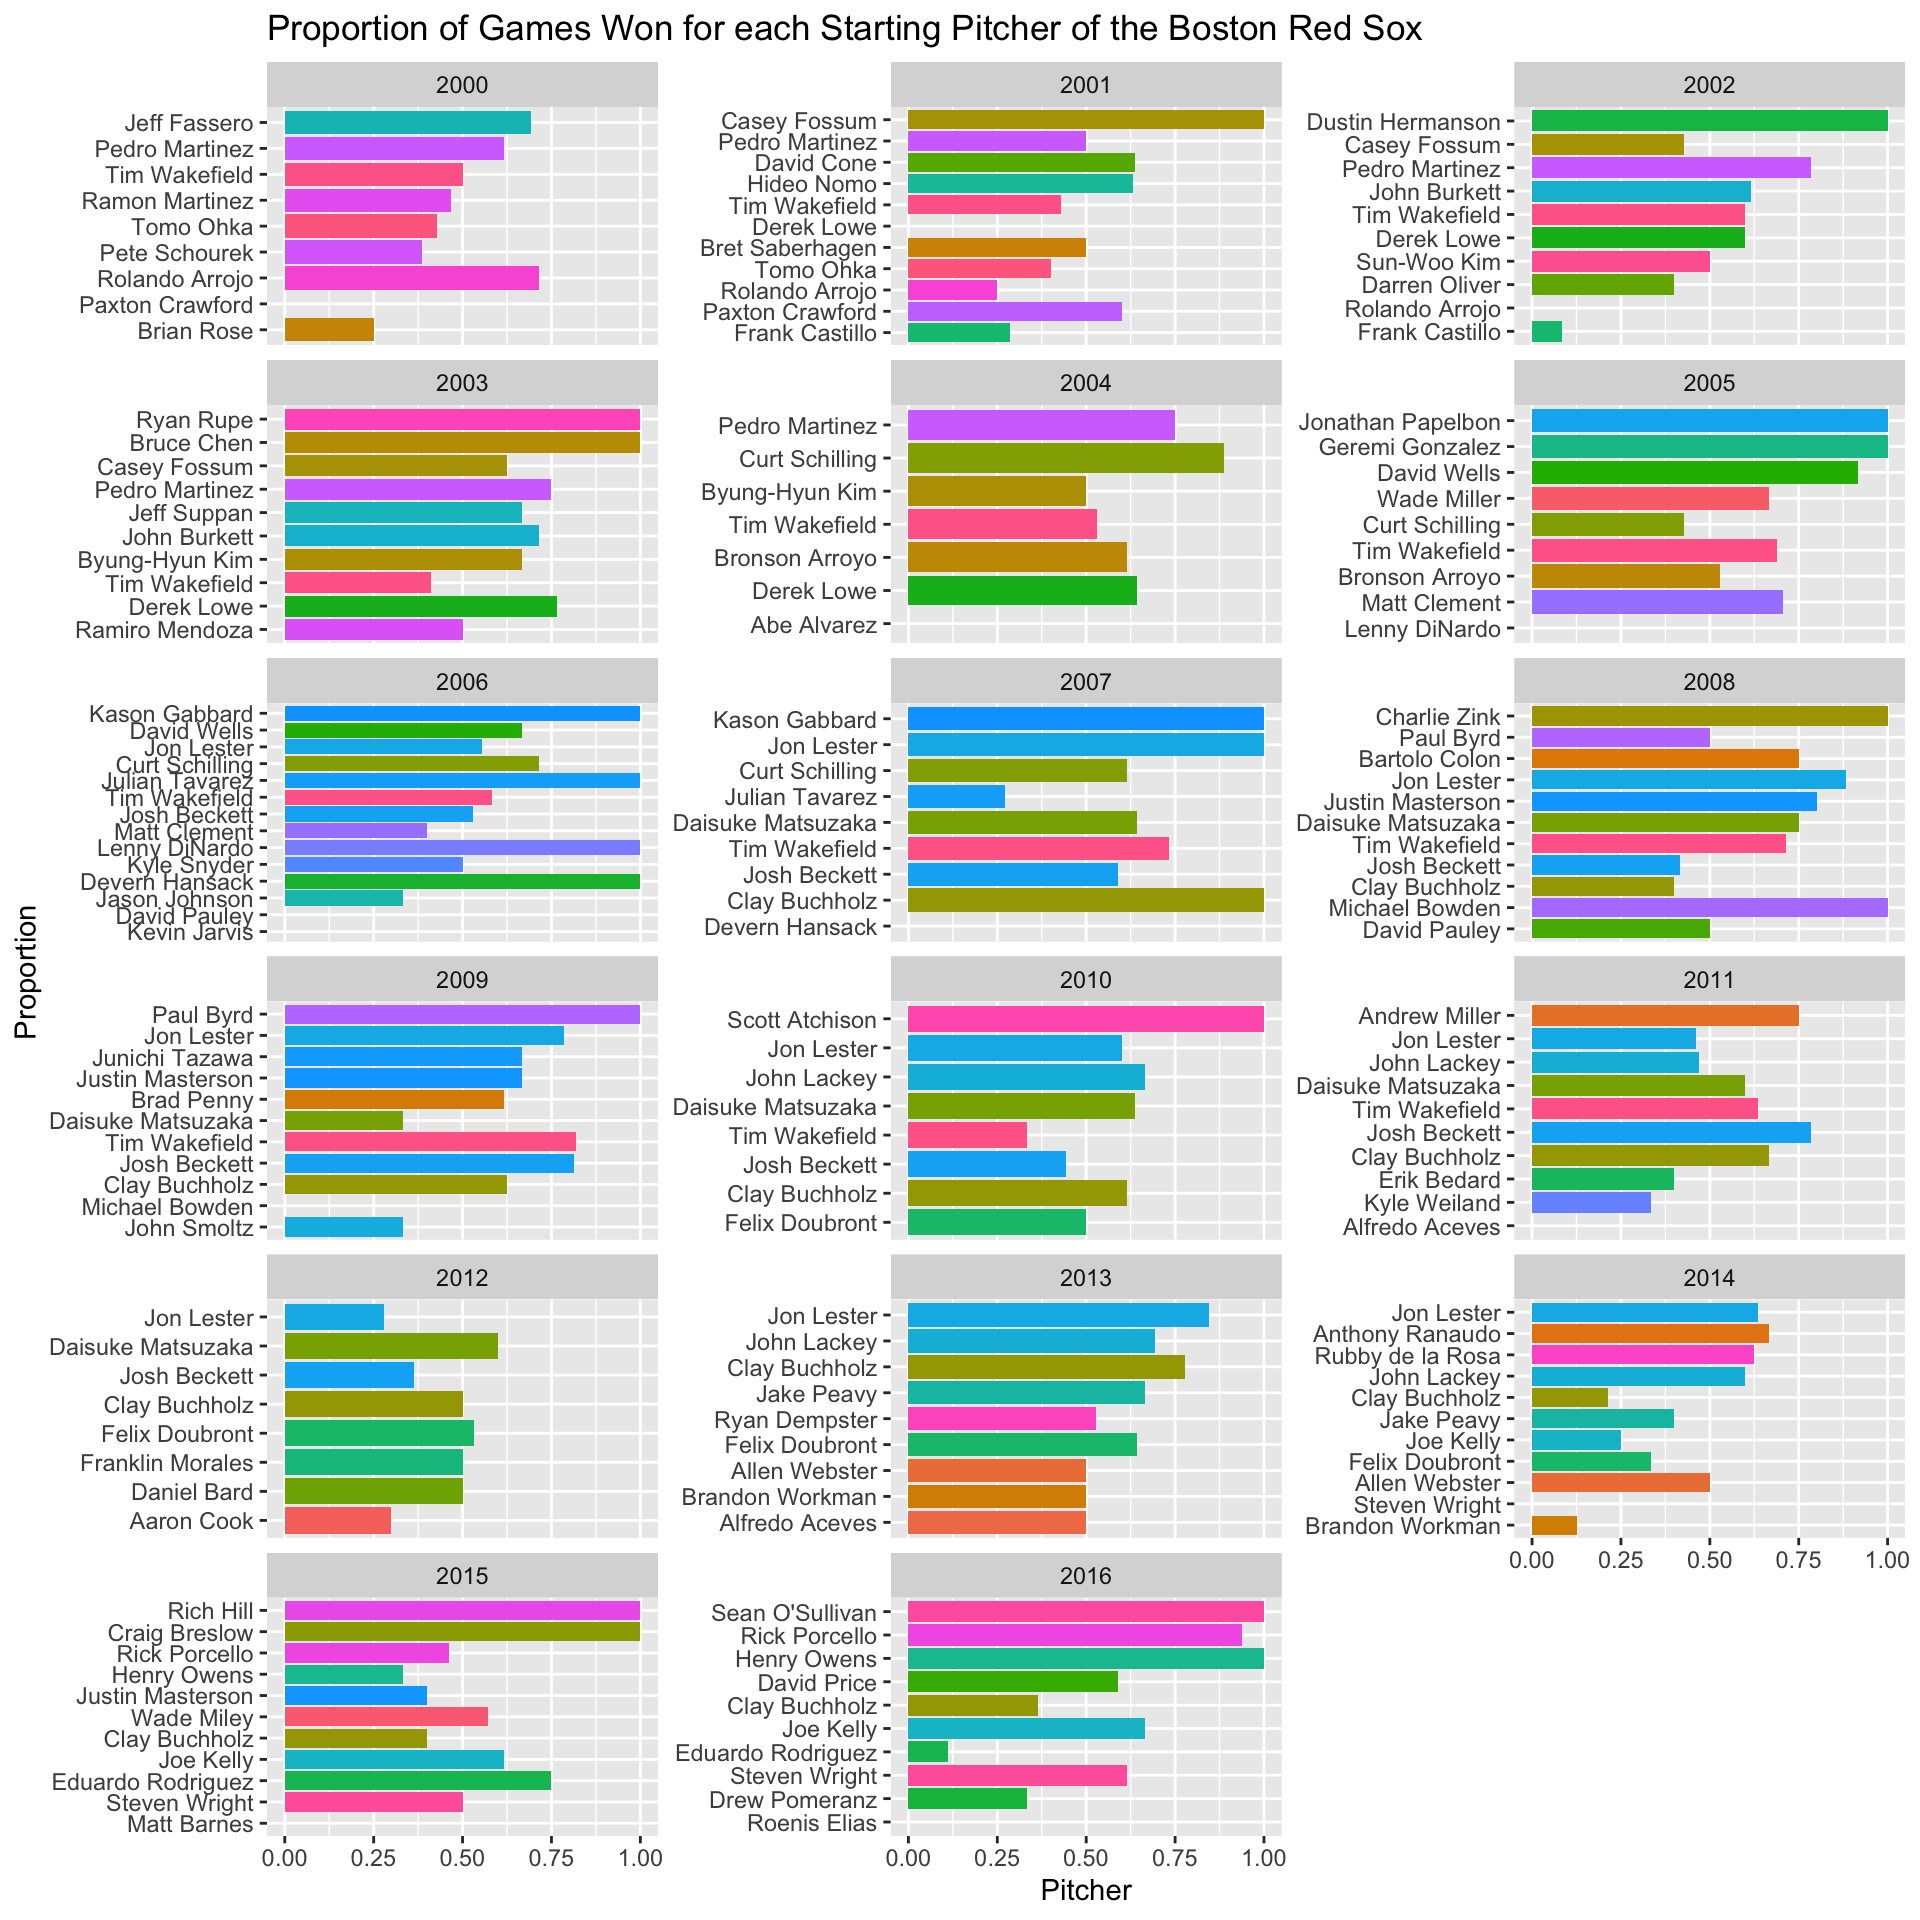 Proportion of Games Won for each Starting Pitcher of the Boston Red Sox
2000
Jeff Fassero
Pedro Martinez
Tim Wakefield
Ramon Martinez
Tomo Ohka
Pete Schourek
Rolando Arrojo
Paxton Crawford
Brian Rose
2001
Casey Fossum
Pedro Martinez
David Cone
Hideo Nomo
Tim Wakefield
Derek Lowe
Bret Saberhagen
Tomo Ohka
Rolando Arrojo
Paxton Crawford
Frank Castillo
2002
Dustin Hermanson
Casey Fossum
Pedro Martinez
John Burkett
Tim Wakefield
Derek Lowe
Sun-Woo Kim
Darren Oliver
Rolando Arrojo
Frank Castillo
2003
Ryan Rupe
Bruce Chen
Casey Fossum
Pedro Martinez
Jeff Suppan
John Burkett
Byung-Hyun Kim
Tim Wakefield
Derek Lowe
Ramiro Mendoza
2004
Pedro Martinez
Curt Schilling
Byung-Hyun Kim
Tim Wakefield
Bronson Arroyo
Derek Lowe
Abe Alvarez
2005
Jonathan Papelbon
Geremi Gonzalez
David Wells
Wade Miller
Curt Schilling
Tim Wakefield
Bronson Arroyo
Matt Clement
Lenny DiNardo
2006
Kason Gabbard
David Wells
Jon Lester
Curt Schilling
Julian Tavarez
Tim Wakefield
Josh Beckett
Matt Clement
Lenny DiNardo
Kyle Snyder
Devern Hansack
Jason Johnson
David Pauley
Kevin Jarvis
2007
Kason Gabbard
Jon Lester
Curt Schilling
Julian Tavarez
Daisuke Matsuzaka
Tim Wakefield
Josh Beckett
Clay Buchholz
Devern Hansack
2008
Charlie Zink
Paul Byrd
Bartolo Colon
Jon Lester
Justin Masterson
Daisuke Matsuzaka
Tim Wakefield
Josh Beckett
Clay Buchholz
Michael Bowden
David Pauley
Proportion
2009
Paul Byrd
Jon Lester
Junichi Tazawa
Justin Masterson
Brad Penny
Daisuke Matsuzaka
Tim Wakefield
Josh Beckett
Clay Buchholz
Michael Bowden
John Smoltz
2010
Scott Atchison
Jon Lester
John Lackey
Daisuke Matsuzaka
Tim Wakefield
Josh Beckett
Clay Buchholz
Felix Doubront
2011
Andrew Miller
Jon Lester
John Lackey
Daisuke Matsuzaka
Tim Wakefield
Josh Beckett
Clay Buchholz
Erik Bedard
Kyle Weiland
Alfredo Aceves
2012
Jon Lester
Daisuke Matsuzaka
Josh Beckett
Clay Buchholz
Felix Doubront
Franklin Morales
Daniel Bard
Aaron Cook
2013
Jon Lester
John Lackey
Clay Buchholz
Jake Peavy
Ryan Dempster
Felix Doubront
Allen Webster
Brandon Workman
Alfredo Aceves
2014
Jon Lester
Anthony Ranaudo
Rubby de la Rosa
John Lackey
Clay Buchholz
Jake Peavy
Joe Kelly
Felix Doubront
Allen Webster
Steven Wright
Brandon Workman
0.00 0.25 0.50 0.75 1.00
2015
Rich Hill
Craig Breslow
Rick Porcello
Henry Owens
Justin Masterson
Wade Miley
Clay Buchholz
Joe Kelly
Eduardo Rodriguez
Steven Wright
Matt Barnes
0.00 0.25 0.50 0.75 1.00
2016
Sean O'Sullivan
Rick Porcello
Henry Owens
David Price
Clay Buchholz
Joe Kelly
Eduardo Rodriguez
Steven Wright
Drew Pomeranz
Roenis Elias
0.00 0.25 0.50 0.75 1.00
Pitcher